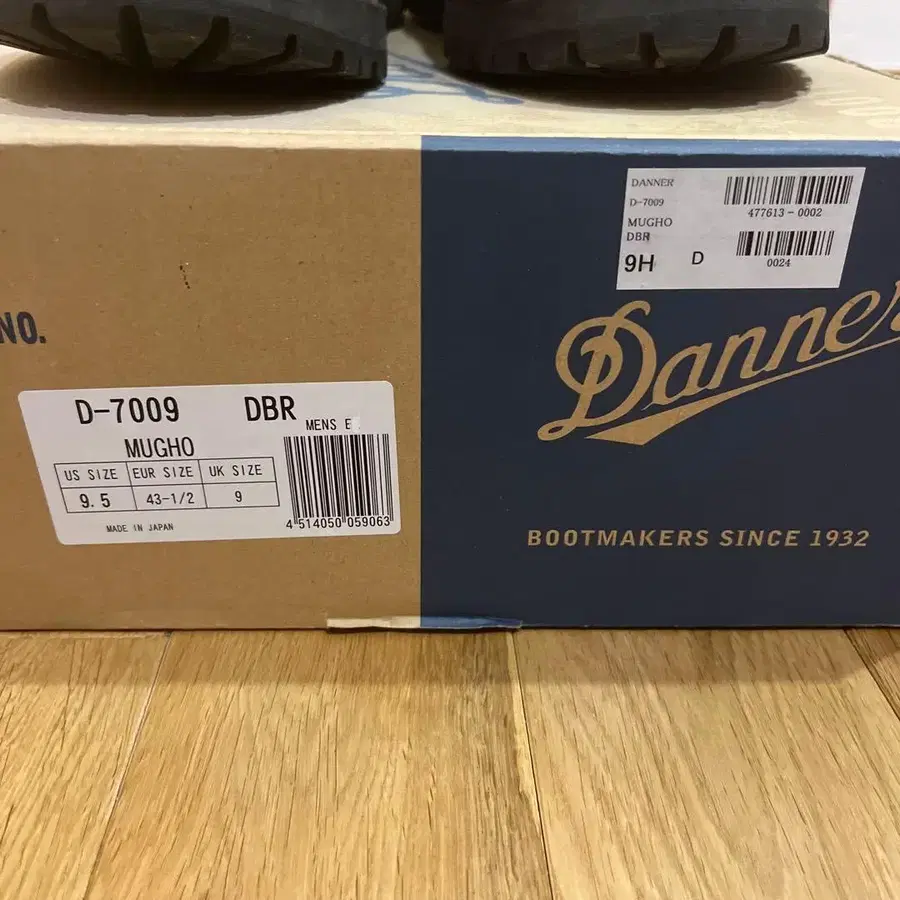 DANNER
D-7009
MUGHO
DBR
9H D
477613-0002
0024
NO.
Danner
BOOTMAKERS SINCE 1932
D-7009 DBR
MENS E
MUGHO
US SIZE EUR SIZE UK SIZE
9.5 43-1/2 9
MADE IN JAPAN
4 514050 059063